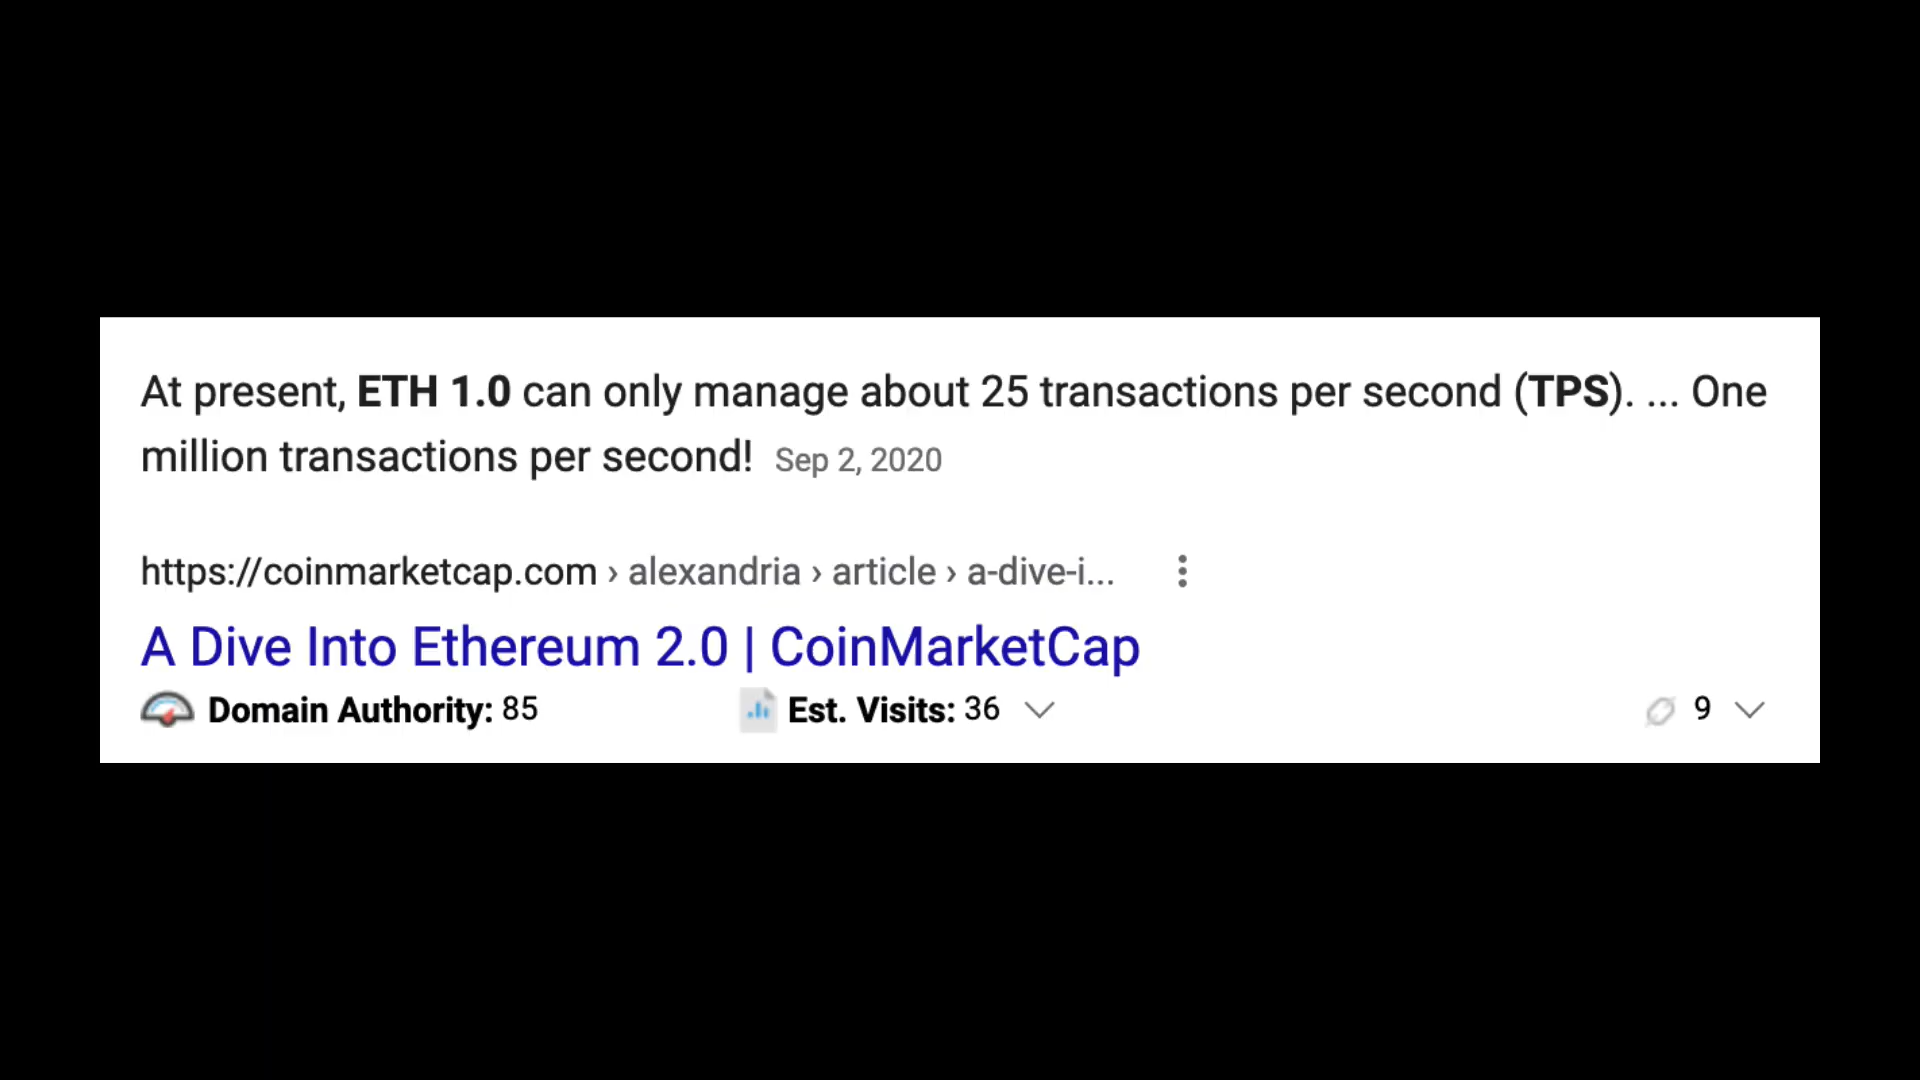 At present, ETH 1.0 can only manage about 25 transactions per second (TPS). ... One
million transactions per second! Sep 2, 2020
https://coinmarketcap.com › alexandria › article › a-dive-i...
A Dive Into Ethereum 2.0 | CoinMarketCap
Domain Authority: 85 Est. Visits: 36 9